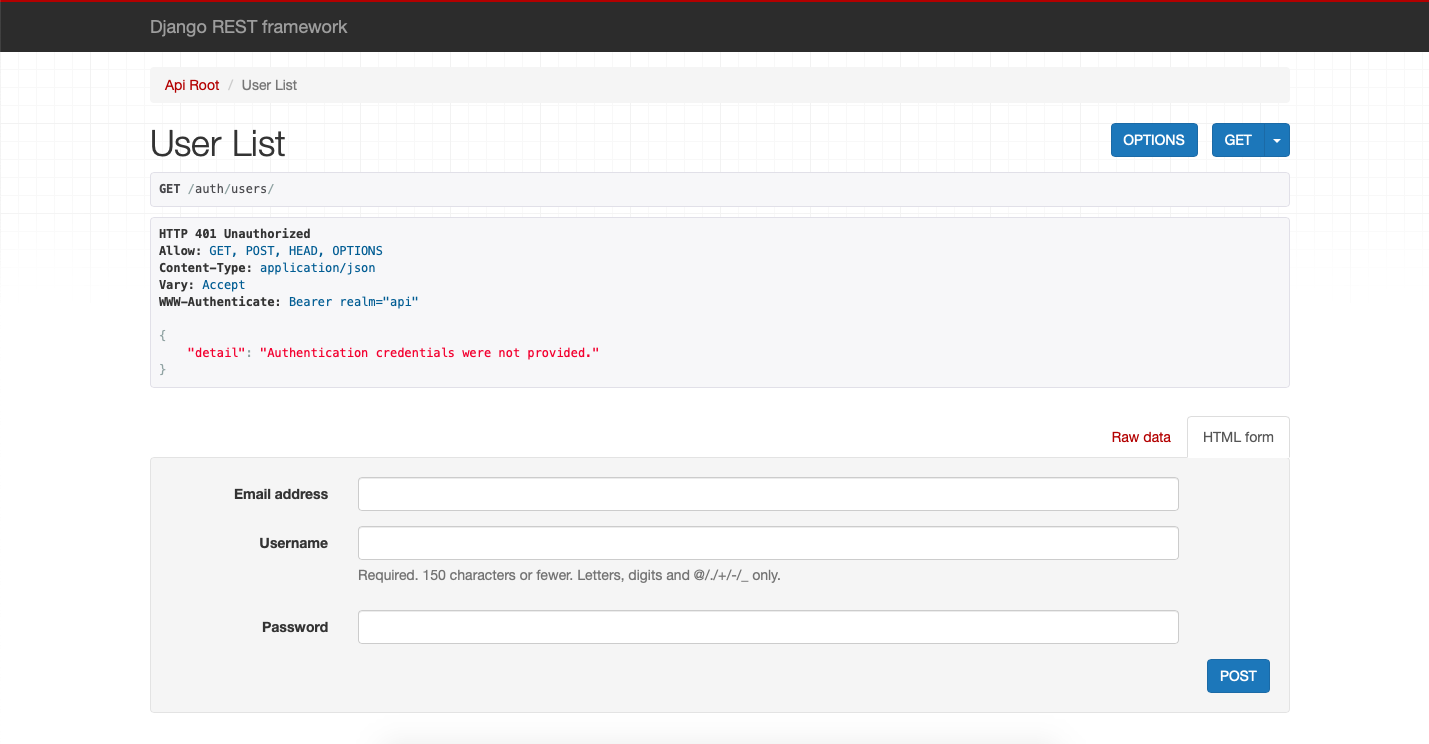 Django REST framework
Api Root / User List
User List
OPTIONS GET
GET /auth/users/
HTTP 401 Unauthorized
Allow: GET, POST, HEAD, OPTIONS
Content-Type: application/json
Vary: Accept
WWW-Authenticate: Bearer realm="api"
{
"detail": "Authentication credentials were not provided."
}
Raw data HTML form
Email address
Username
Required. 150 characters or fewer. Letters, digits and @/./+/-/_ only.
Password
POST